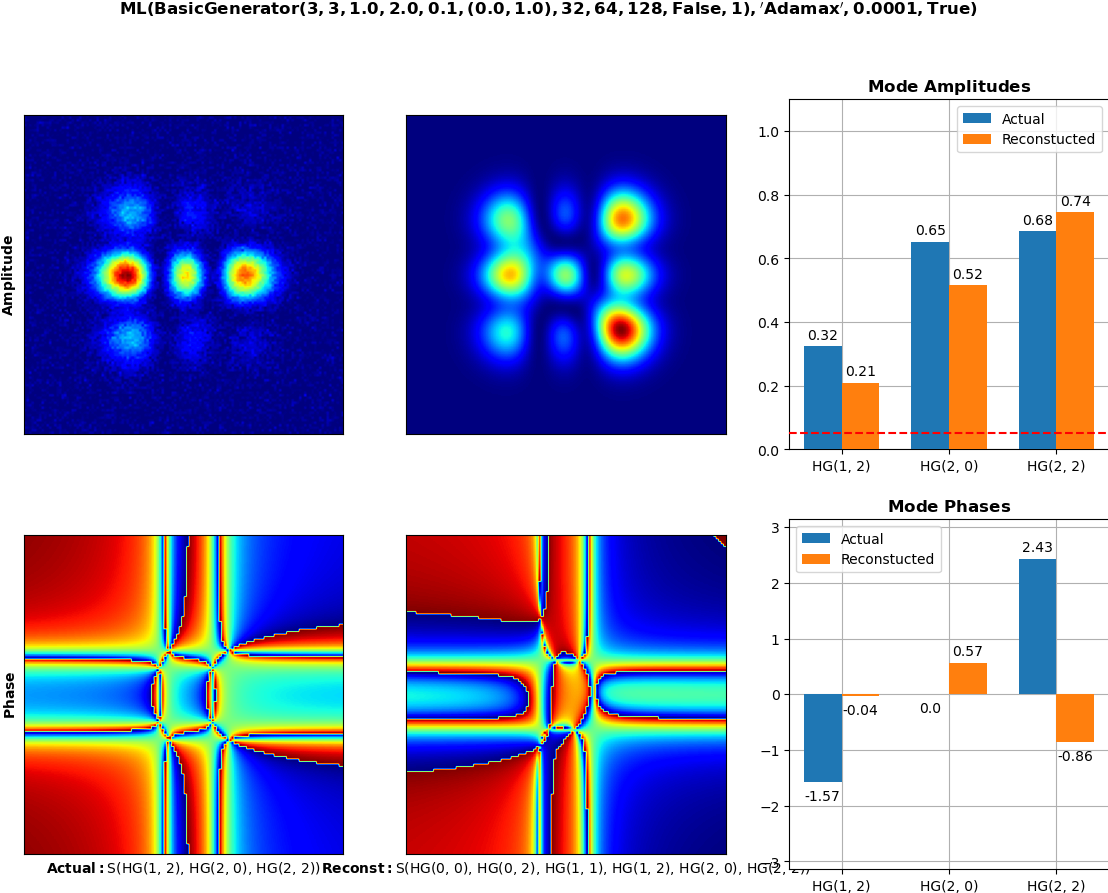 ML(BasicGenerator(3, 3, 1.0, 2.0, 0.1, (0.0, 1.0), 32, 64, 128, False, 1), ′Adamax′, 0.0001, True)
Amplitude
Mode Amplitudes
Actual
Reconstucted
1.0
0.8
0.6
0.4
0.2
0.0
0.32
0.21
0.65
0.52
0.68
0.74
HG(1, 2)
HG(2, 0)
HG(2, 2)
Phase
Mode Phases
Actual
Reconstucted
3
2
1
0
−1
−2
−3
-1.57
-0.04
0.0
0.57
2.43
-0.86
HG(1, 2)
HG(2, 0)
HG(2, 2)
Actual: S(HG(1, 2), HG(2, 0), HG(2, 2))
Reconst: S(HG(0, 0), HG(0, 2), HG(1, 1), HG(1, 2), HG(2, 0), HG(2, 2))